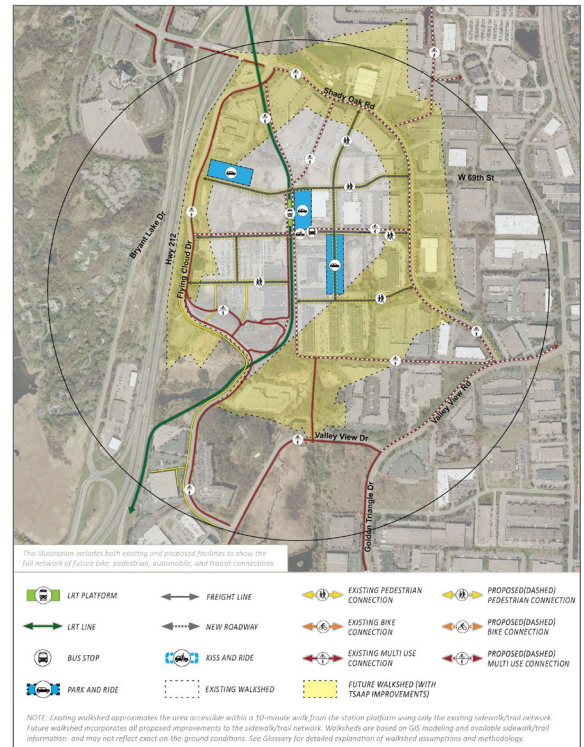 Shady Oak Rd
W 69th St
Bryant Lake Dr
Hwy 212
Flying Cloud Dr
Valley View Rd
Valley View Dr
Golden Triangle Dr
This illustration includes both existing and proposed facilities to show the
full network of future bike, pedestrian, automobile, and transit connections.
LRT PLATFORM
FREIGHT LINE
EXISTING PEDESTRIAN
CONNECTION
PROPOSED(DASHED)
PEDESTRIAN CONNECTION
LRT LINE
NEW ROADWAY
EXISTING BIKE
CONNECTION
PROPOSED(DASHED)
BIKE CONNECTION
BUS STOP
KISS AND RIDE
EXISTING MULTI USE
CONNECTION
PROPOSED(DASHED)
MULTI USE CONNECTION
PARK AND RIDE
EXISTING WALKSHED
FUTURE WALKSHED (WITH
TSAAP IMPROVEMENTS)
NOTE: Existing walkshed approximates the area accessible within a 10-minute walk from the station platform using only the existing sidewalk/trail network.
Future walkshed incorporates all proposed improvements to the sidewalk/trail network. Walksheds are based on GIS modeling and available sidewalk/trail
information- and may not reflect exact on-the-ground conditions. See Glossary for detailed explanation of walkshed assumptions and methodology.